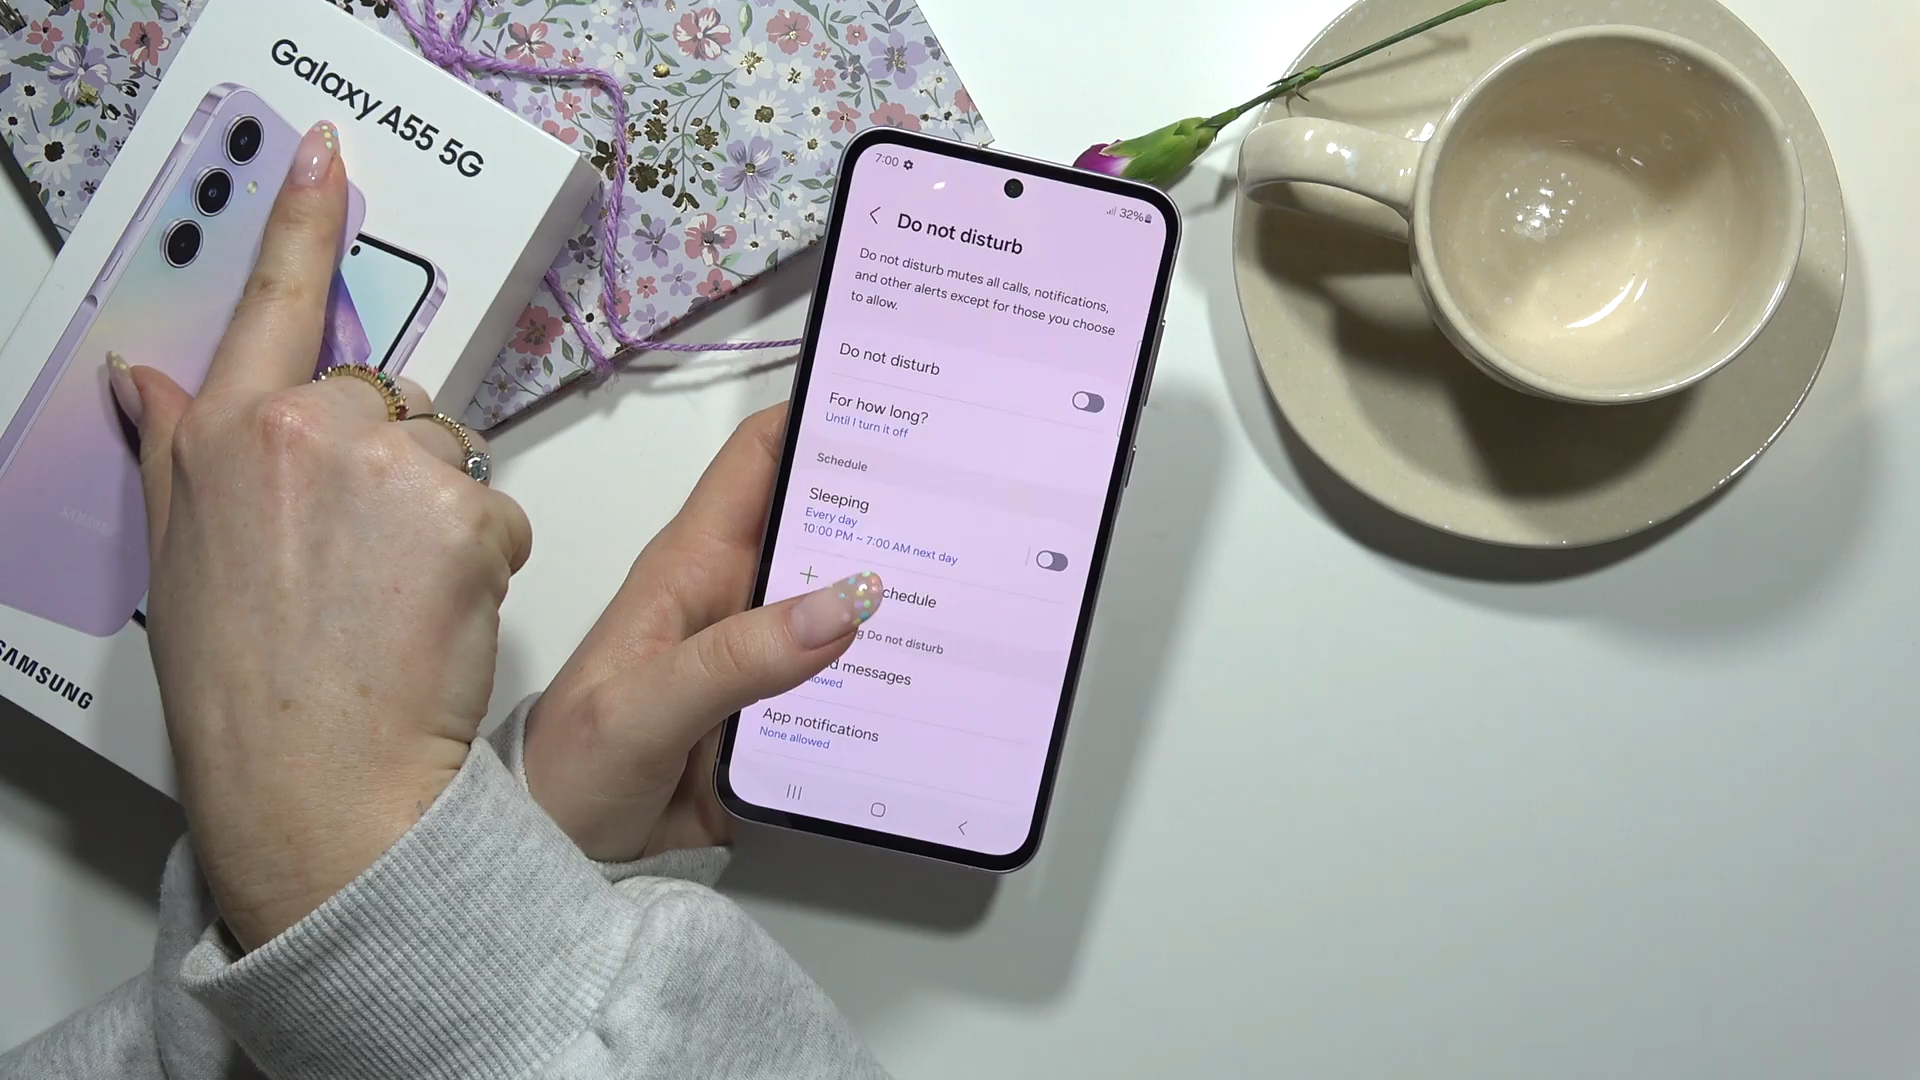 Galaxy A55 5G
SAMSUNG
SAMSUNG
7:00
32%
Do not disturb
Do not disturb mutes all calls, notifications,
and other alerts except for those you choose
to allow.
Do not disturb
For how long?
Until I turn it off
Schedule
Sleeping
Every day
10:00 PM ~ 7:00 AM next day
chedule
g Do not disturb
d messages
lowed
App notifications
None allowed